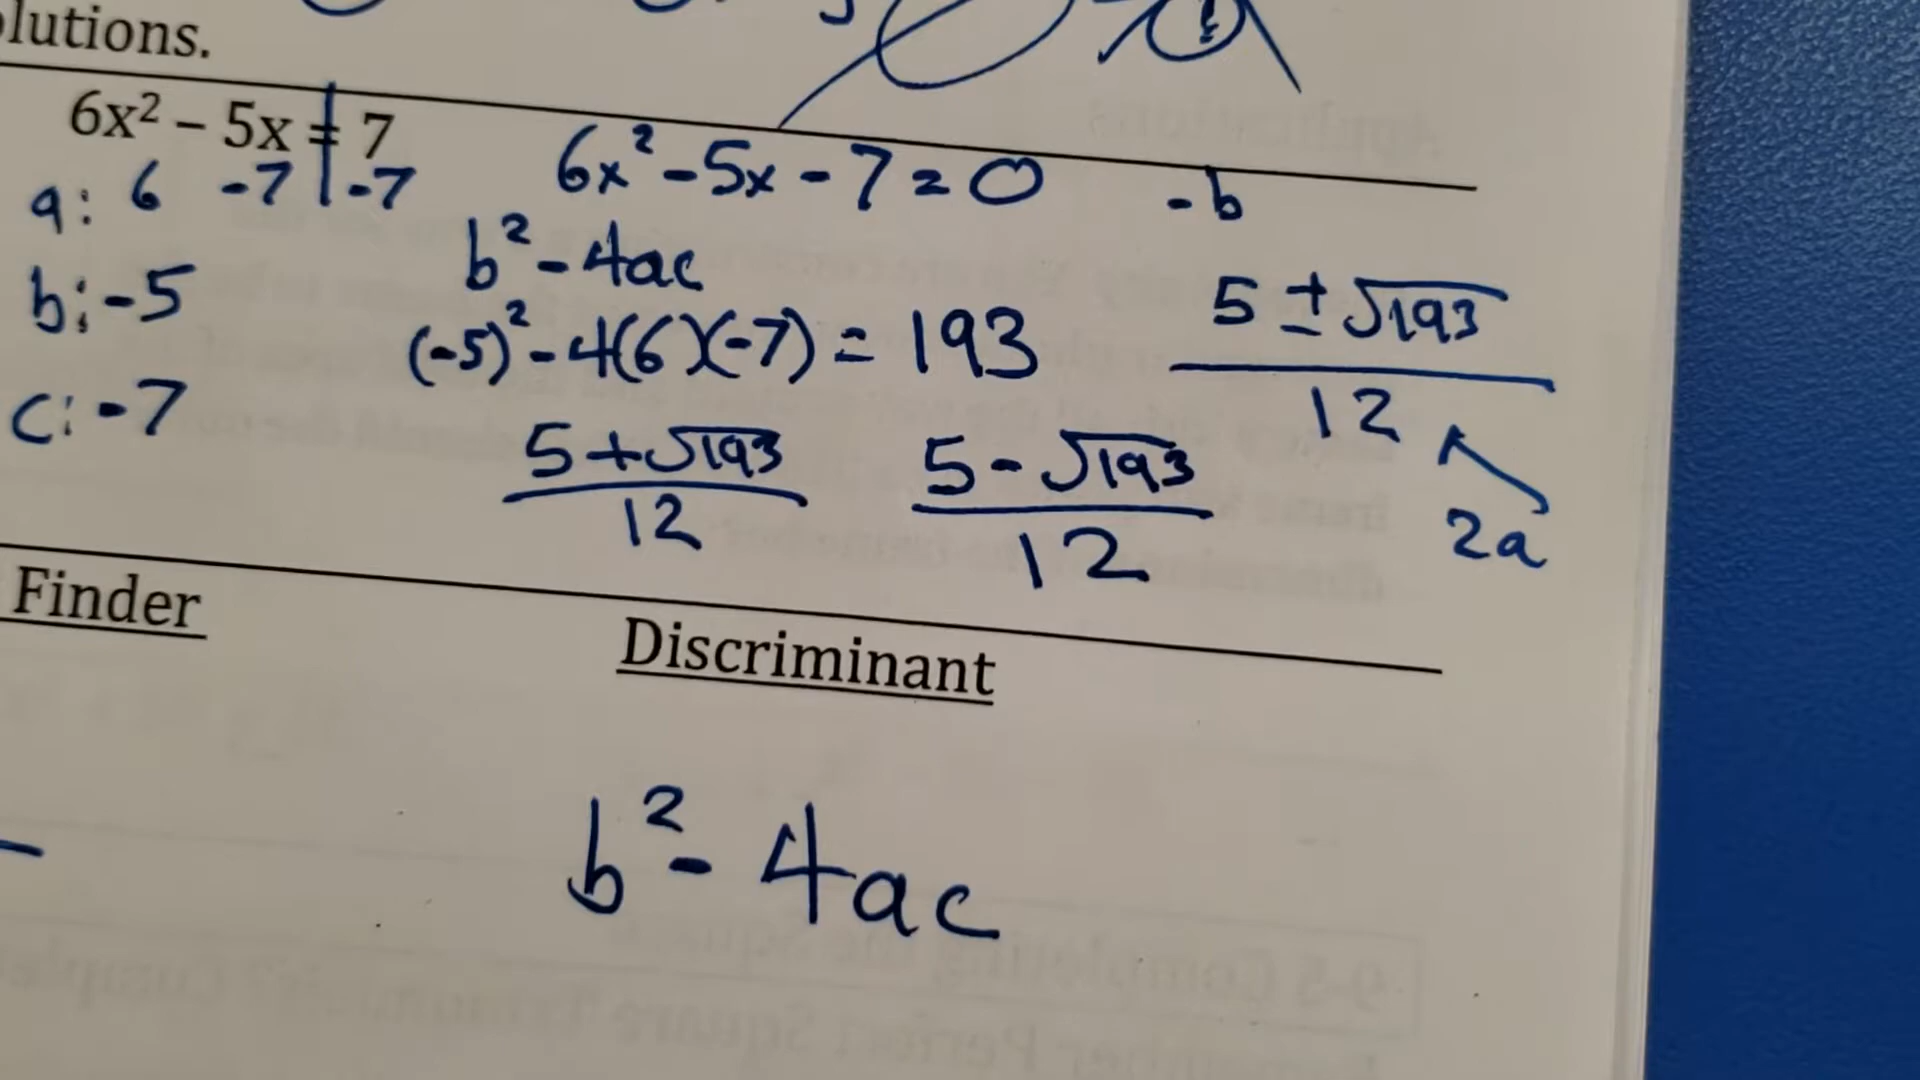 olutions.
6x² – 5x = 7
-7 -7
6x² - 5x - 7 = 0
-b
a: 6
b: -5
c: -7
b² - 4ac
(-5)² - 4(6)(-7) = 193
5 ± √193
12
2a
5 + √193
12
5 - √193
12
Finder
Discriminant
b² - 4ac